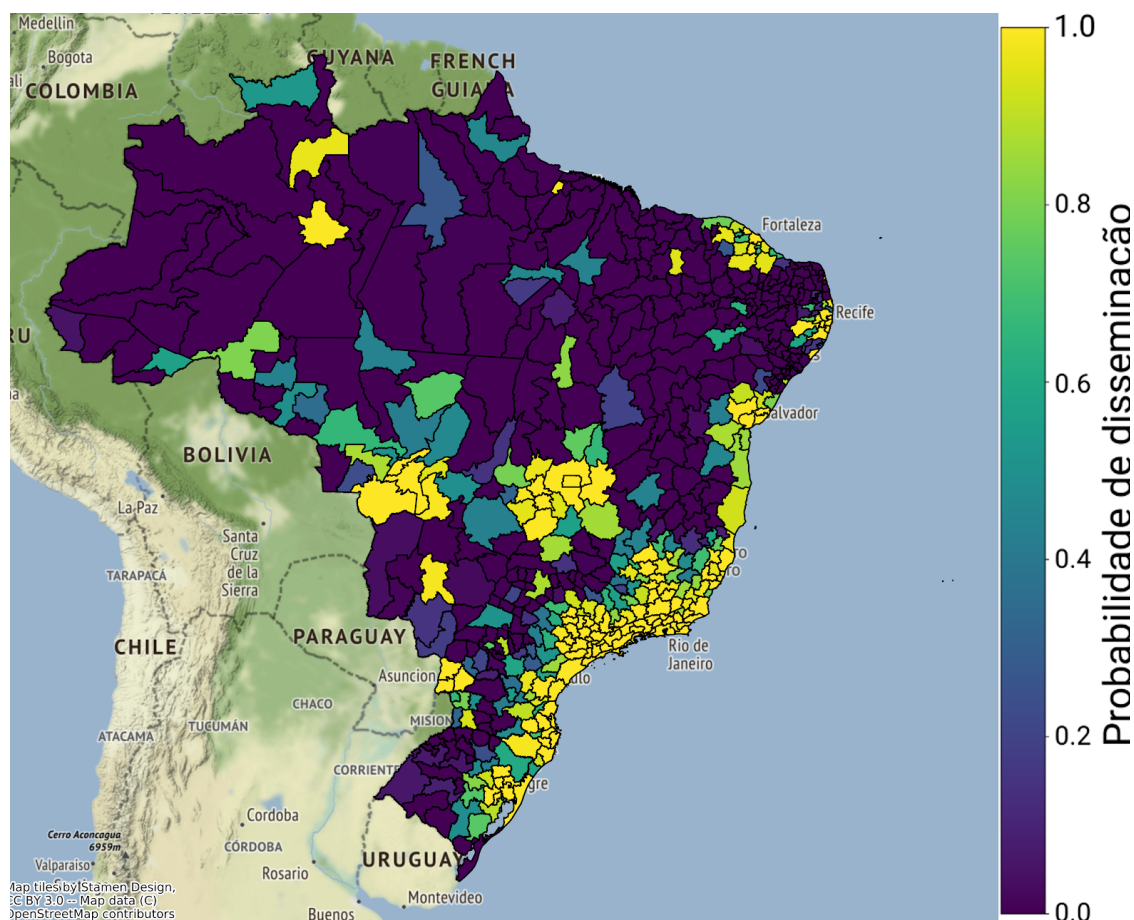 Medellin
Bogota
COLOMBIA
GUYANA
FRENCH
GUIANA
Fortaleza
Recife
Salvador
BOLIVIA
La Paz
Santa
Cruz
de la
Sierra
TARAPACÁ
PARAGUAY
CHILE
Asuncion
CHACO
TUCUMÁN
MISION
ATACAMA
CORRIENTE
Rio de
Janeiro
ulo
gre
Cordoba
CÓRDOBA
Cerro Aconcagua
6959m
Valparaiso
Rosario
URUGUAY
Montevideo
Buenos
Map tiles by Stamen Design,
CC BY 3.0 -- Map data (C)
OpenStreetMap contributors
1.0
0.8
0.6
0.4
0.2
0.0
Probabilidade de disseminação